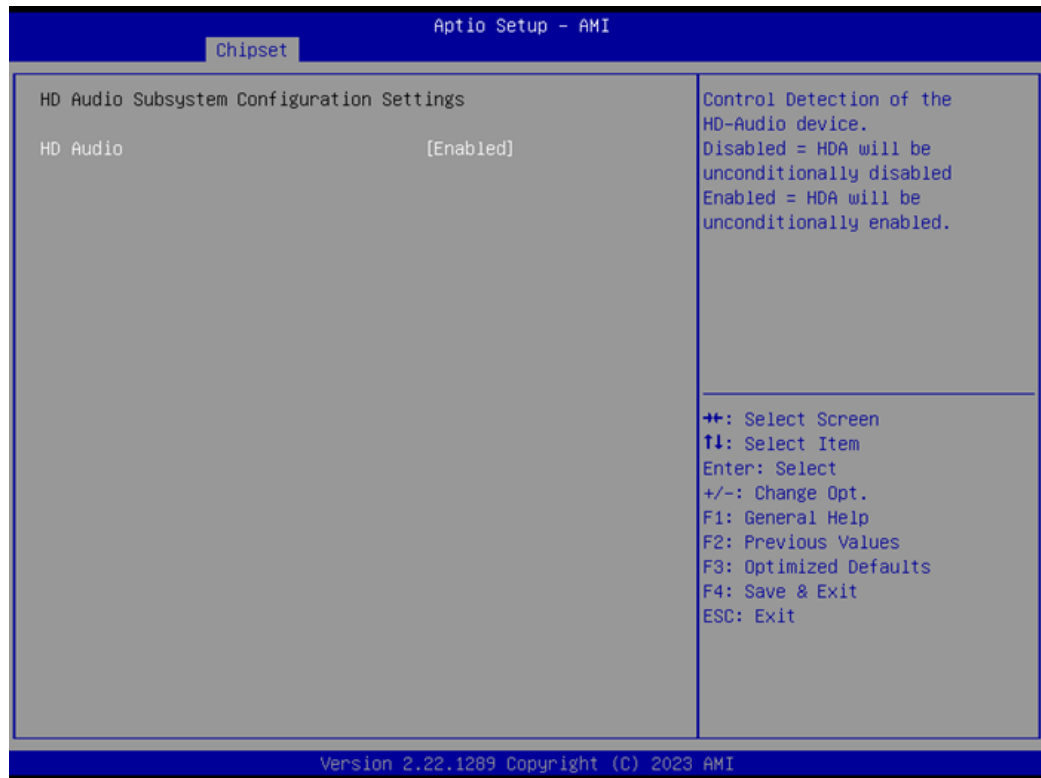 Aptio Setup – AMI
Chipset
HD Audio Subsystem Configuration Settings
HD Audio [Enabled]
Control Detection of the
HD-Audio device.
Disabled = HDA will be
unconditionally disabled
Enabled = HDA will be
unconditionally enabled.
→←: Select Screen
↑↓: Select Item
Enter: Select
+/-: Change Opt.
F1: General Help
F2: Previous Values
F3: Optimized Defaults
F4: Save & Exit
ESC: Exit
Version 2.22.1289 Copyright (C) 2023 AMI